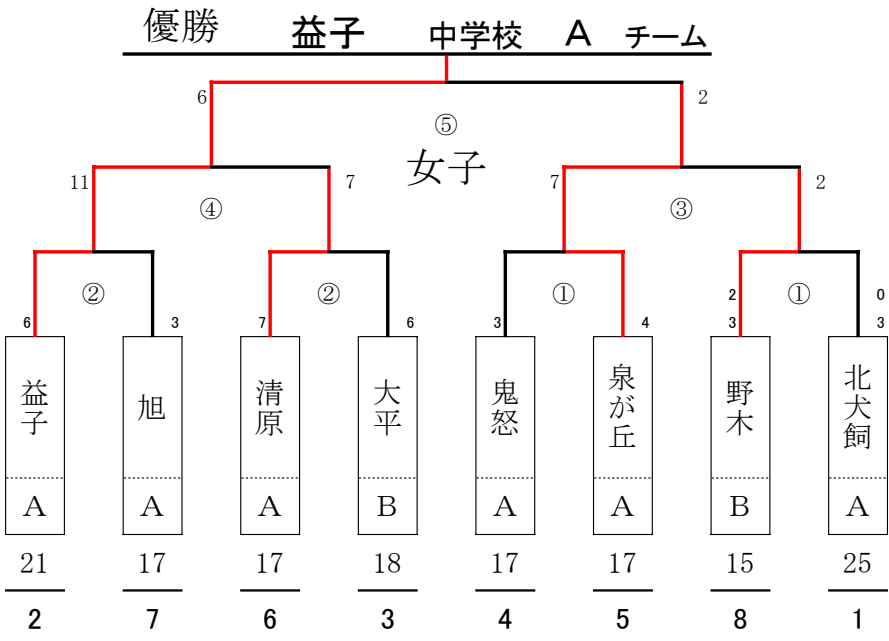 優勝 益子 中学校 A チーム
6 2
⑤
女子
11 7 7 2
④ ③
② ② ① ①
2 0
6 3 7 6 3 4 3 3
益子 旭 清原 大平 鬼怒 泉が丘 野木 北犬飼
A A A B A A B A
21 17 17 18 17 17 15 25
2 7 6 3 4 5 8 1